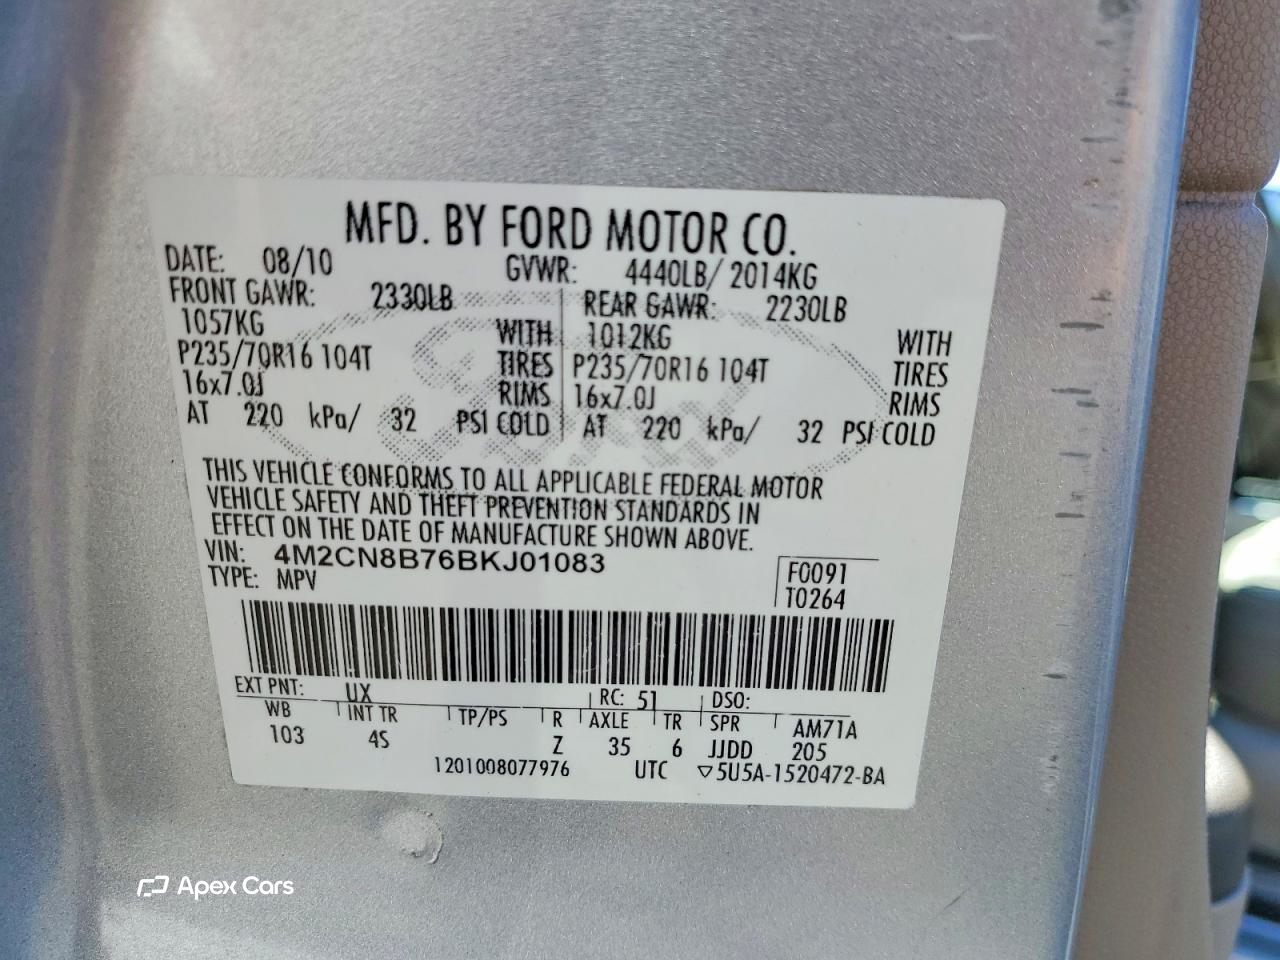 MFD. BY FORD MOTOR CO.
DATE: 08/10 GVWR: 4440LB/ 2014KG
FRONT GAWR: 2330LB REAR GAWR: 2230LB
1057KG WITH 1012KG WITH
P235/70R16 104T TIRES P235/70R16 104T TIRES
16x7.0J RIMS 16x7.0J RIMS
AT 220 kPa/ 32 PSI COLD AT 220 kPa/ 32 PSI COLD
THIS VEHICLE CONFORMS TO ALL APPLICABLE FEDERAL MOTOR
VEHICLE SAFETY AND THEFT PREVENTION STANDARDS IN
EFFECT ON THE DATE OF MANUFACTURE SHOWN ABOVE.
VIN: 4M2CN8B76BKJ01083
TYPE: MPV
F0091
T0264
EXT PNT: UX RC: 51 DSO:
WB INT TR TP/PS R AXLE TR SPR AM71A
103 4S Z 35 6 JJDD 205
1201008077976 UTC ▽5U5A-1520472-BA
Apex Cars